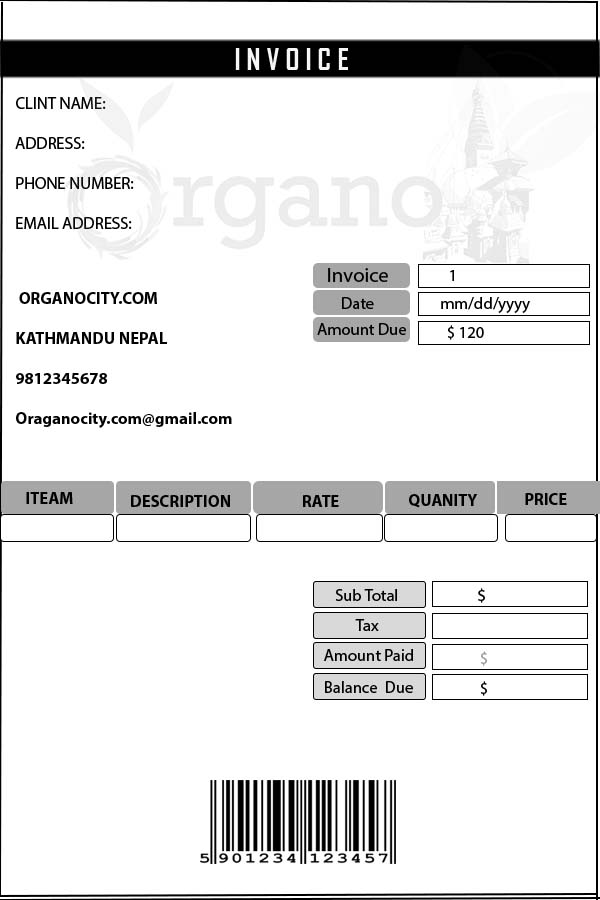 INVOICE
CLINT NAME:
ADDRESS:
PHONE NUMBER:
EMAIL ADDRESS:
Organo
Invoice 1
Date mm/dd/yyyy
Amount Due $ 120
ORGANOCITY.COM
KATHMANDU NEPAL
9812345678
Oraganocity.com@gmail.com
ITEAM DESCRIPTION RATE QUANITY PRICE
Sub Total $
Tax
Amount Paid $
Balance Due $
5 901234 123457